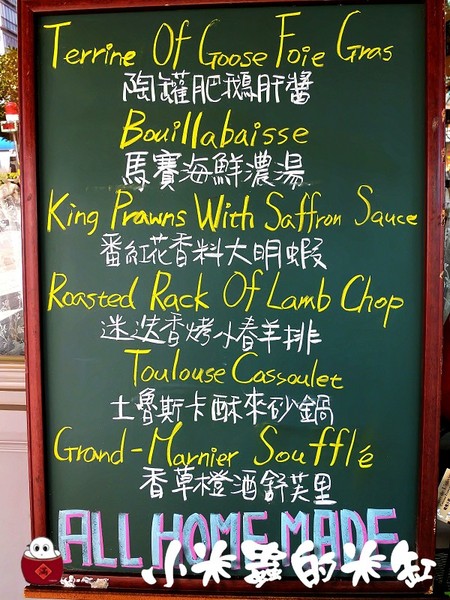 Terrine Of Goose Foie Gras
陶罐肥鵝肝醬
Bouillabaisse
馬賽海鮮濃湯
King Prawns With Saffron Sauce
番紅花香料大明蝦
Roasted Rack Of Lamb Chop
迷迭香烤小春羊排
Toulouse Cassoulet
土魯斯卡酥來砂鍋
Grand-Marnier Soufflé
香草橙酒舒芙里
ALL HOME MADE
小米蟲的米缸